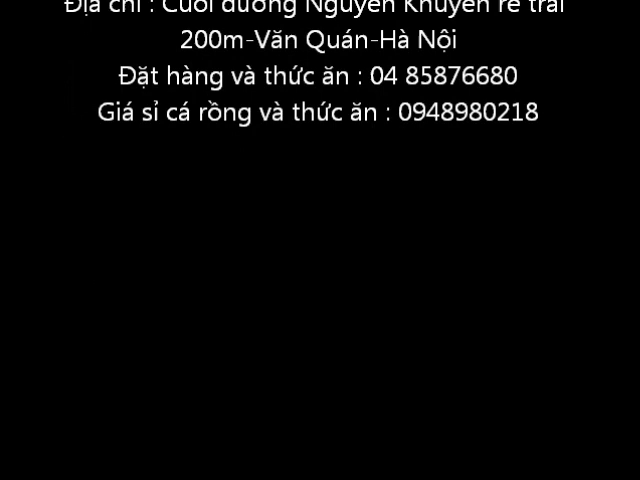 Địa chỉ : Cuối đường Nguyễn Khuyến rẽ trái
200m-Văn Quán-Hà Nội
Đặt hàng và thức ăn : 04 85876680
Giá sỉ cá rồng và thức ăn : 0948980218